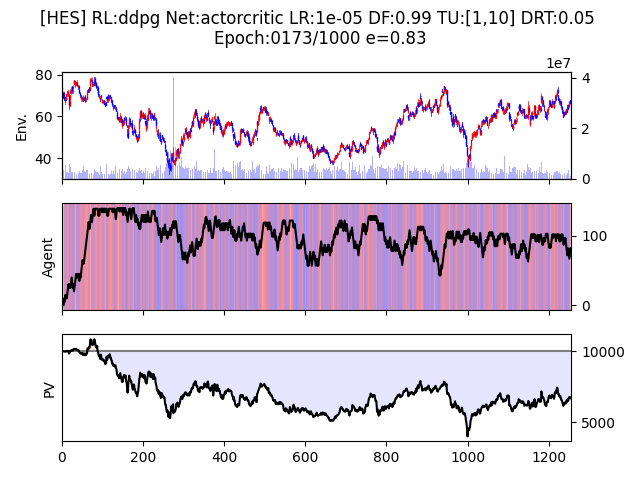 [HES] RL:ddpg Net:actorcritic LR:1e-05 DF:0.99 TU:[1,10] DRT:0.05
Epoch:0173/1000 e=0.83
1e7
80
60
40
Env.
4
2
0
Agent
100
0
PV
10000
5000
0 200 400 600 800 1000 1200